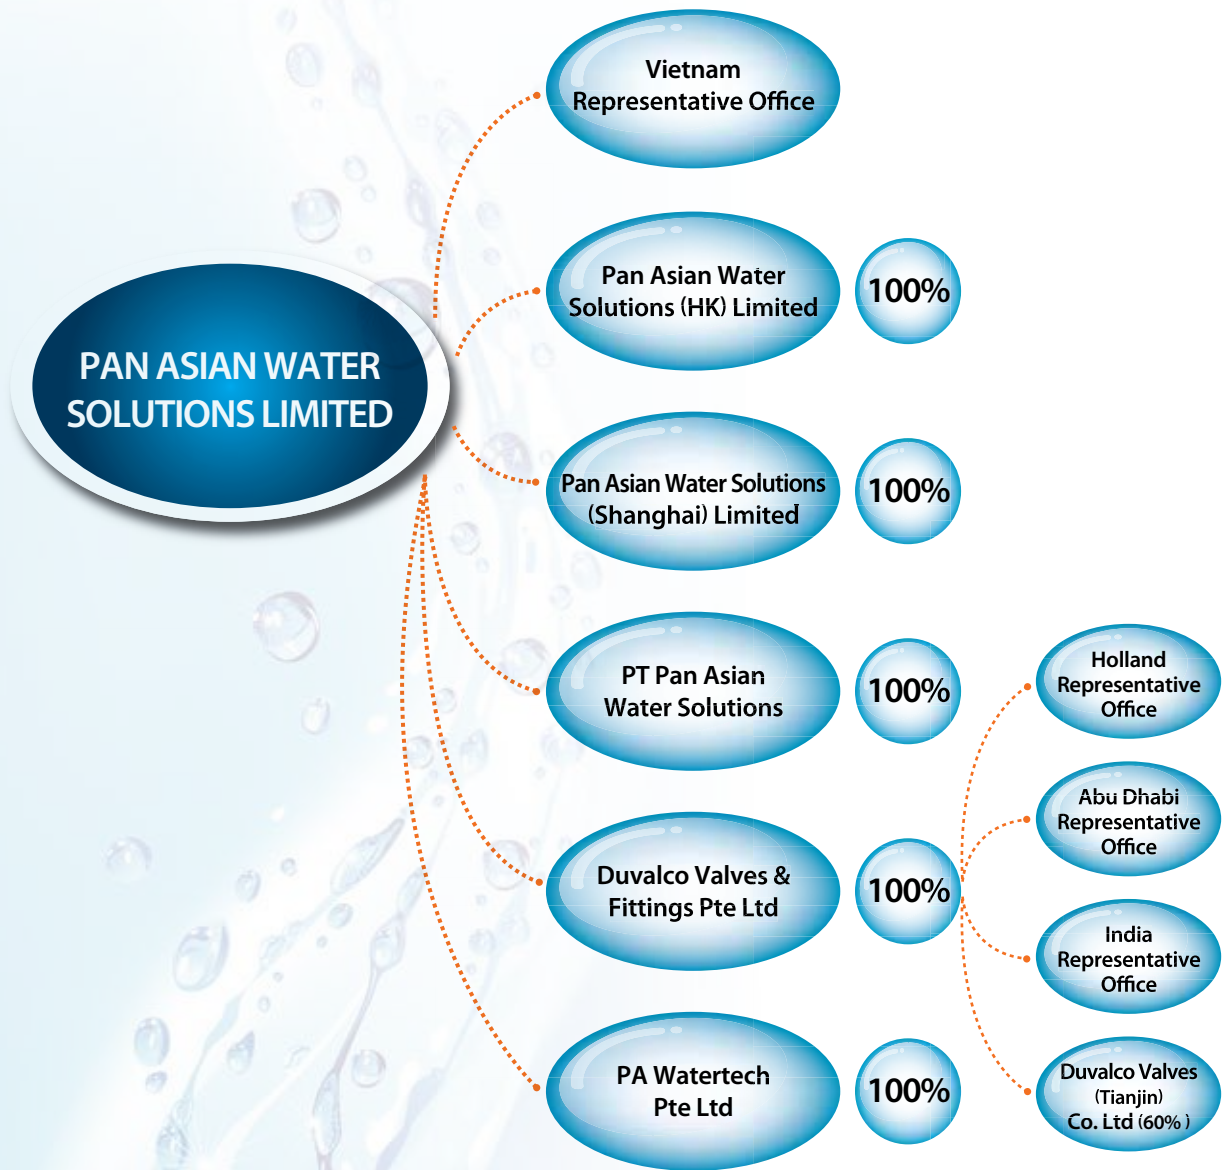 PAN ASIAN WATER
SOLUTIONS LIMITED
Vietnam
Representative Office
Pan Asian Water
Solutions (HK) Limited
100%
Pan Asian Water Solutions
(Shanghai) Limited
100%
PT Pan Asian
Water Solutions
100%
Duvalco Valves &
Fittings Pte Ltd
100%
Holland
Representative
Office
Abu Dhabi
Representative
Office
India
Representative
Office
Duvalco Valves
(Tianjin)
Co. Ltd (60% )
PA Watertech
Pte Ltd
100%